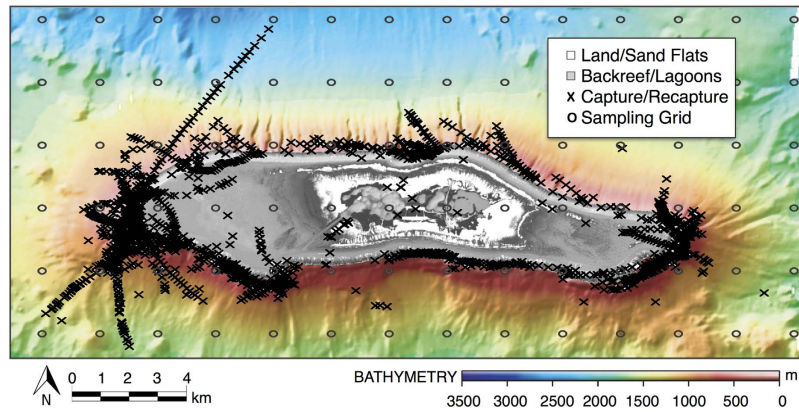 Land/Sand Flats
Backreef/Lagoons
x Capture/Recapture
o Sampling Grid
N
0 1 2 3 4
km
BATHYMETRY
m
3500 3000 2500 2000 1500 1000 500 0